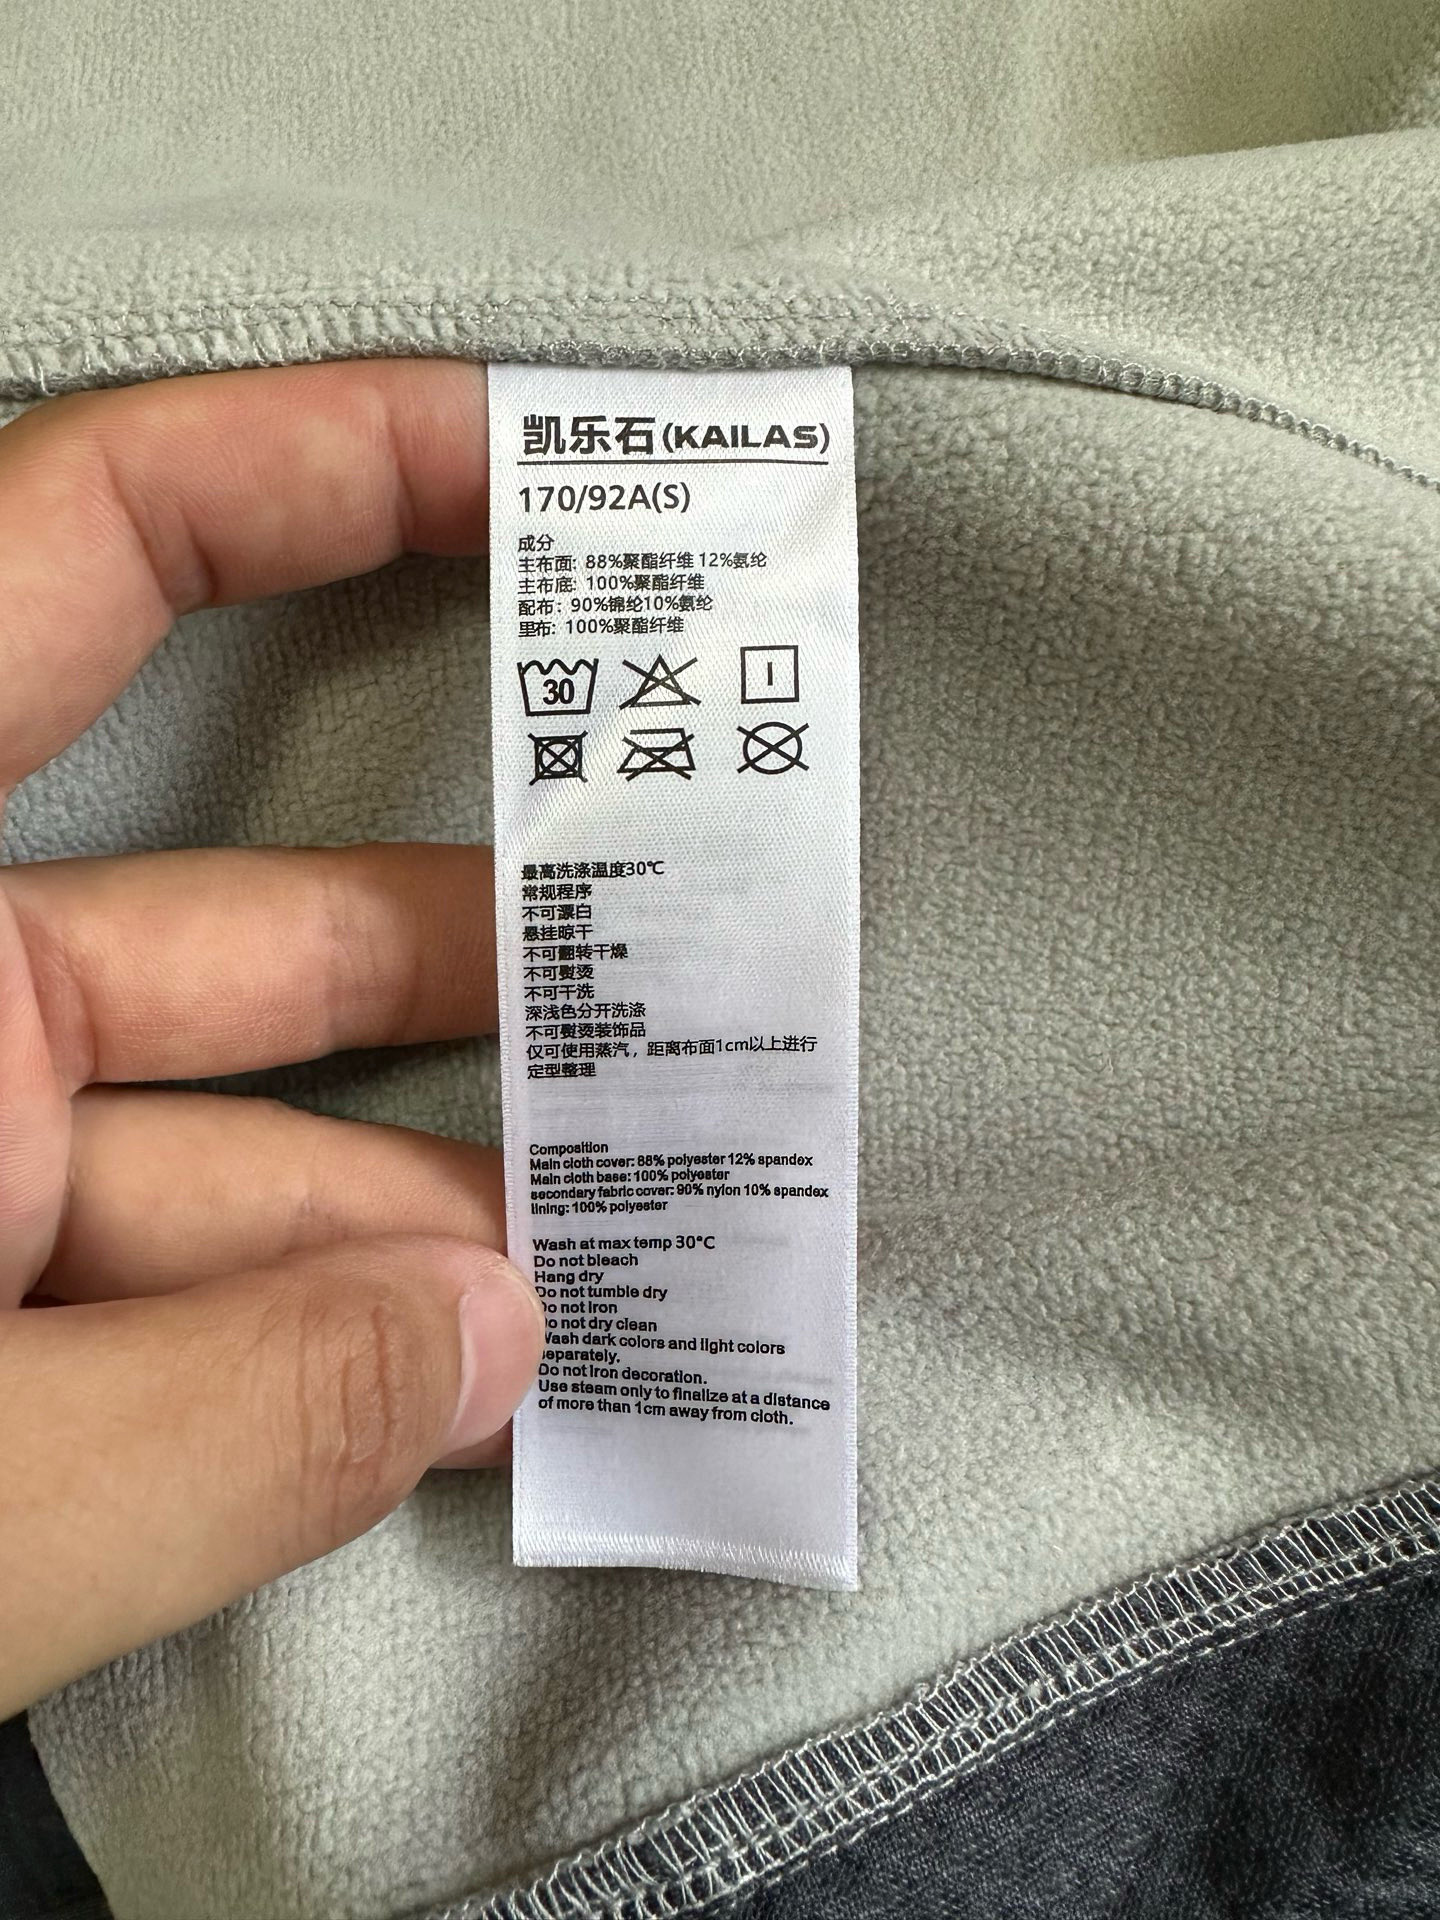 凯乐石(KAILAS)
170/92A(S)
成分
主布面: 88%聚酯纤维 12%氨纶
主布底: 100%聚酯纤维
配布: 90%锦纶10%氨纶
里布: 100%聚酯纤维
30
最高洗涤温度30℃
常规程序
不可漂白
悬挂晾干
不可翻转干燥
不可熨烫
不可干洗
深浅色分开洗涤
不可熨烫装饰品
仅可使用蒸汽，距离布面1cm以上进行
定型整理
Composition
Main cloth cover: 88% polyester 12% spandex
Main cloth base: 100% polyester
secondary fabric cover: 90% nylon 10% spandex
lining: 100% polyester
Wash at max temp 30°C
Do not bleach
Hang dry
Do not tumble dry
Do not iron
Do not dry clean
Wash dark colors and light colors
separately.
Do not iron decoration.
Use steam only to finalize at a distance
of more than 1cm away from cloth.